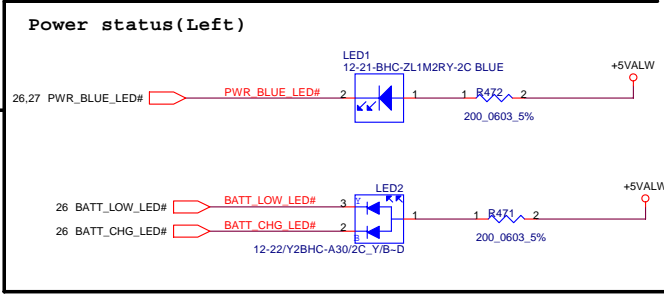 Power status(Left)
LED1
12-21-BHC-ZL1M2RY-2C BLUE
+5VALW
26,27 PWR_BLUE_LED# PWR_BLUE_LED# 2 1 1 R472 2
200_0603_5%
LED2
+5VALW
26 BATT_LOW_LED# BATT_LOW_LED# 3 Y
1 1 R471 2
26 BATT_CHG_LED# BATT_CHG_LED# 2 B
200_0603_5%
12-22/Y2BHC-A30/2C_Y/B~D